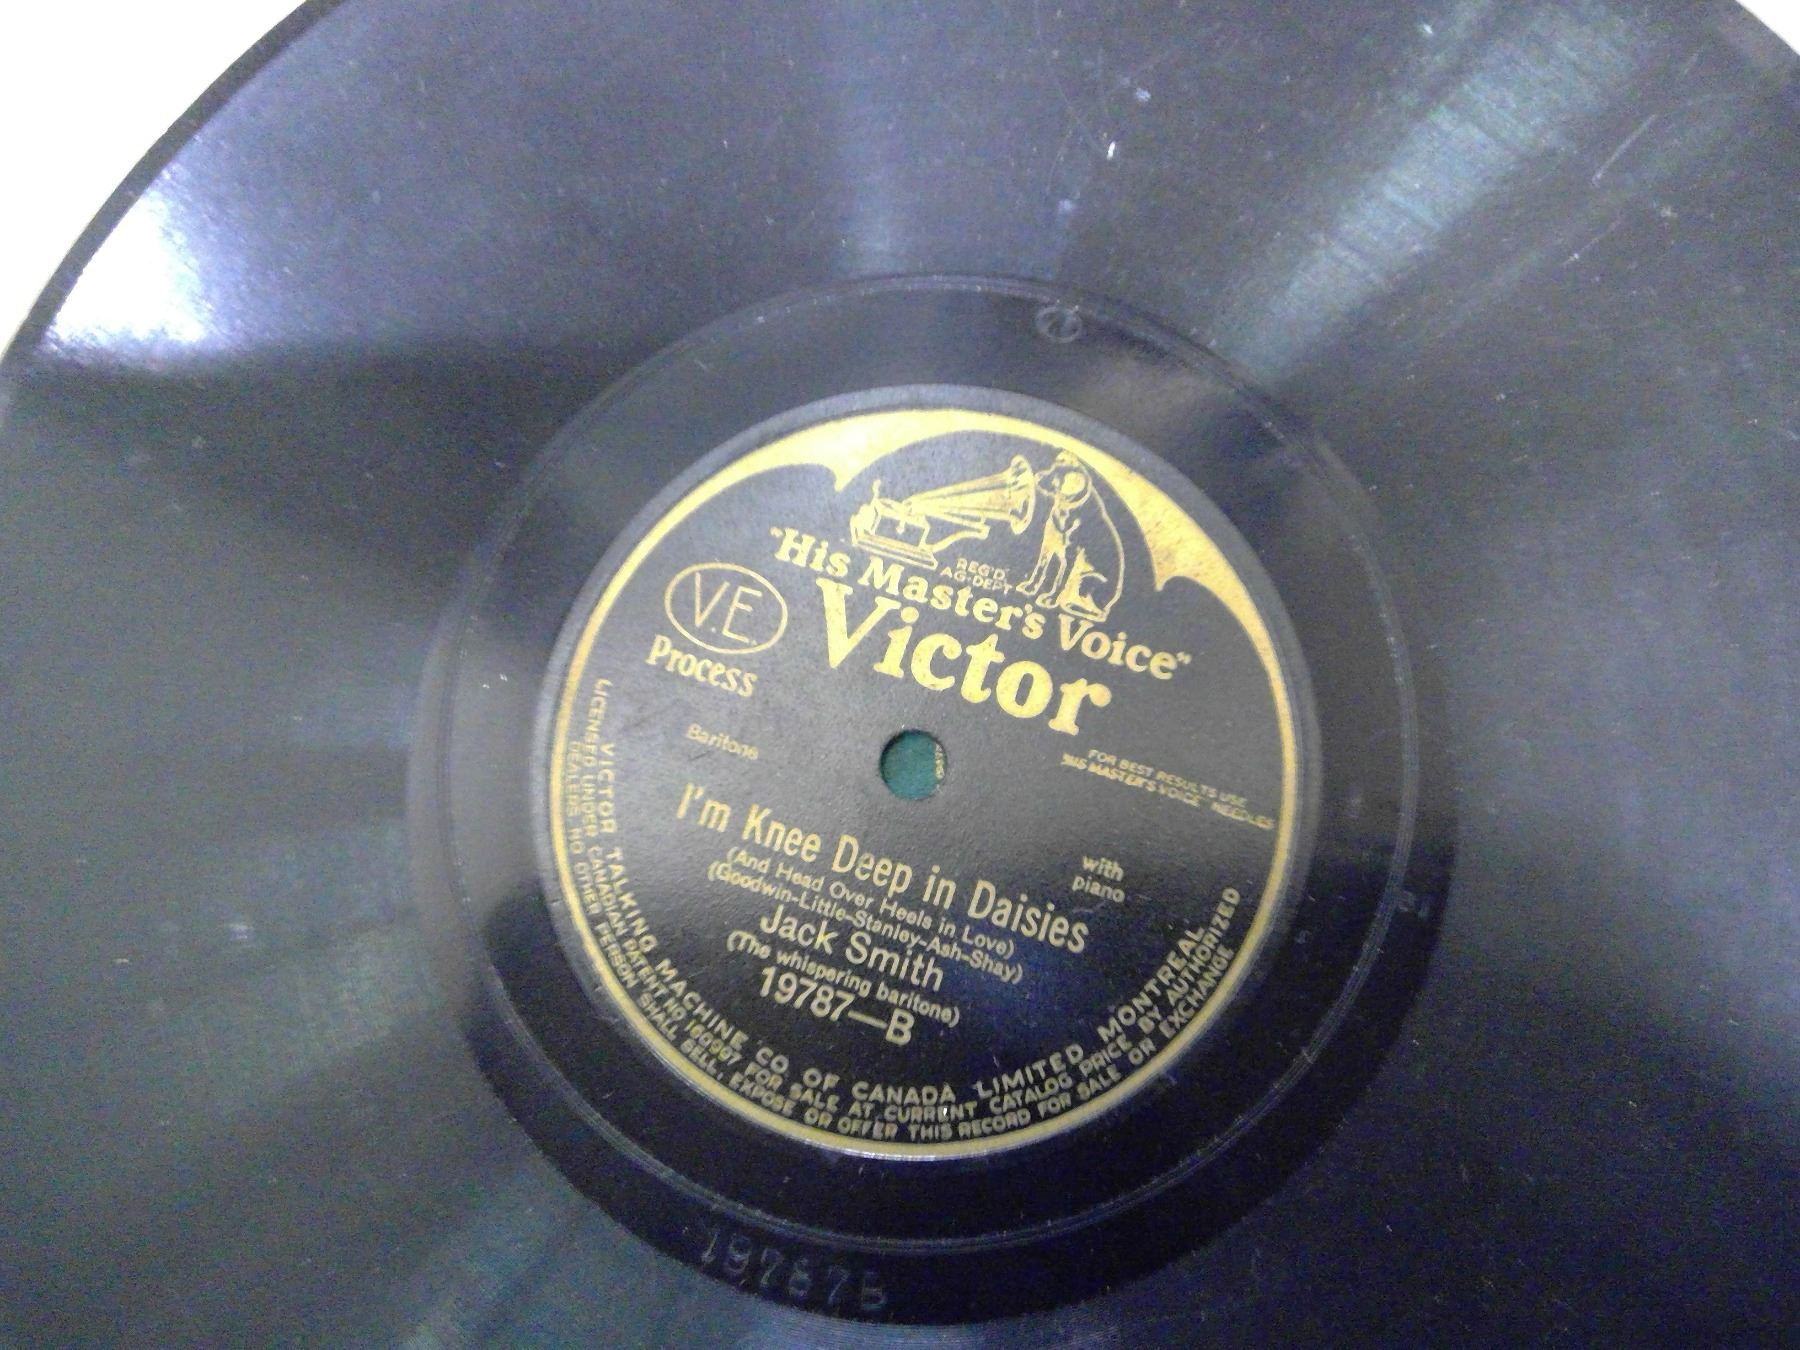 REG'D.
AG-DEPT
"His Master's Voice"
Victor
V.E.
Process
Baritone
FOR BEST RESULTS USE
"HIS MASTER'S VOICE" NEEDLES
I'm Knee Deep in Daisies
with
piano
(And Head Over Heels in Love)
(Goodwin-Little-Stanley-Ash-Shay)
Jack Smith
(The whispering baritone)
19787—B
VICTOR TALKING MACHINE CO OF CANADA LIMITED MONTREAL
LICENSED UNDER CANADIAN PATENT NO FOR SALE AT CURRENT CATALOG PRICE BY AUTHORIZED
DEALERS. NO OTHER PERSON SHALL SELL, EXPOSE OR OFFER THIS RECORD FOR SALE OR EXCHANGE
19787B